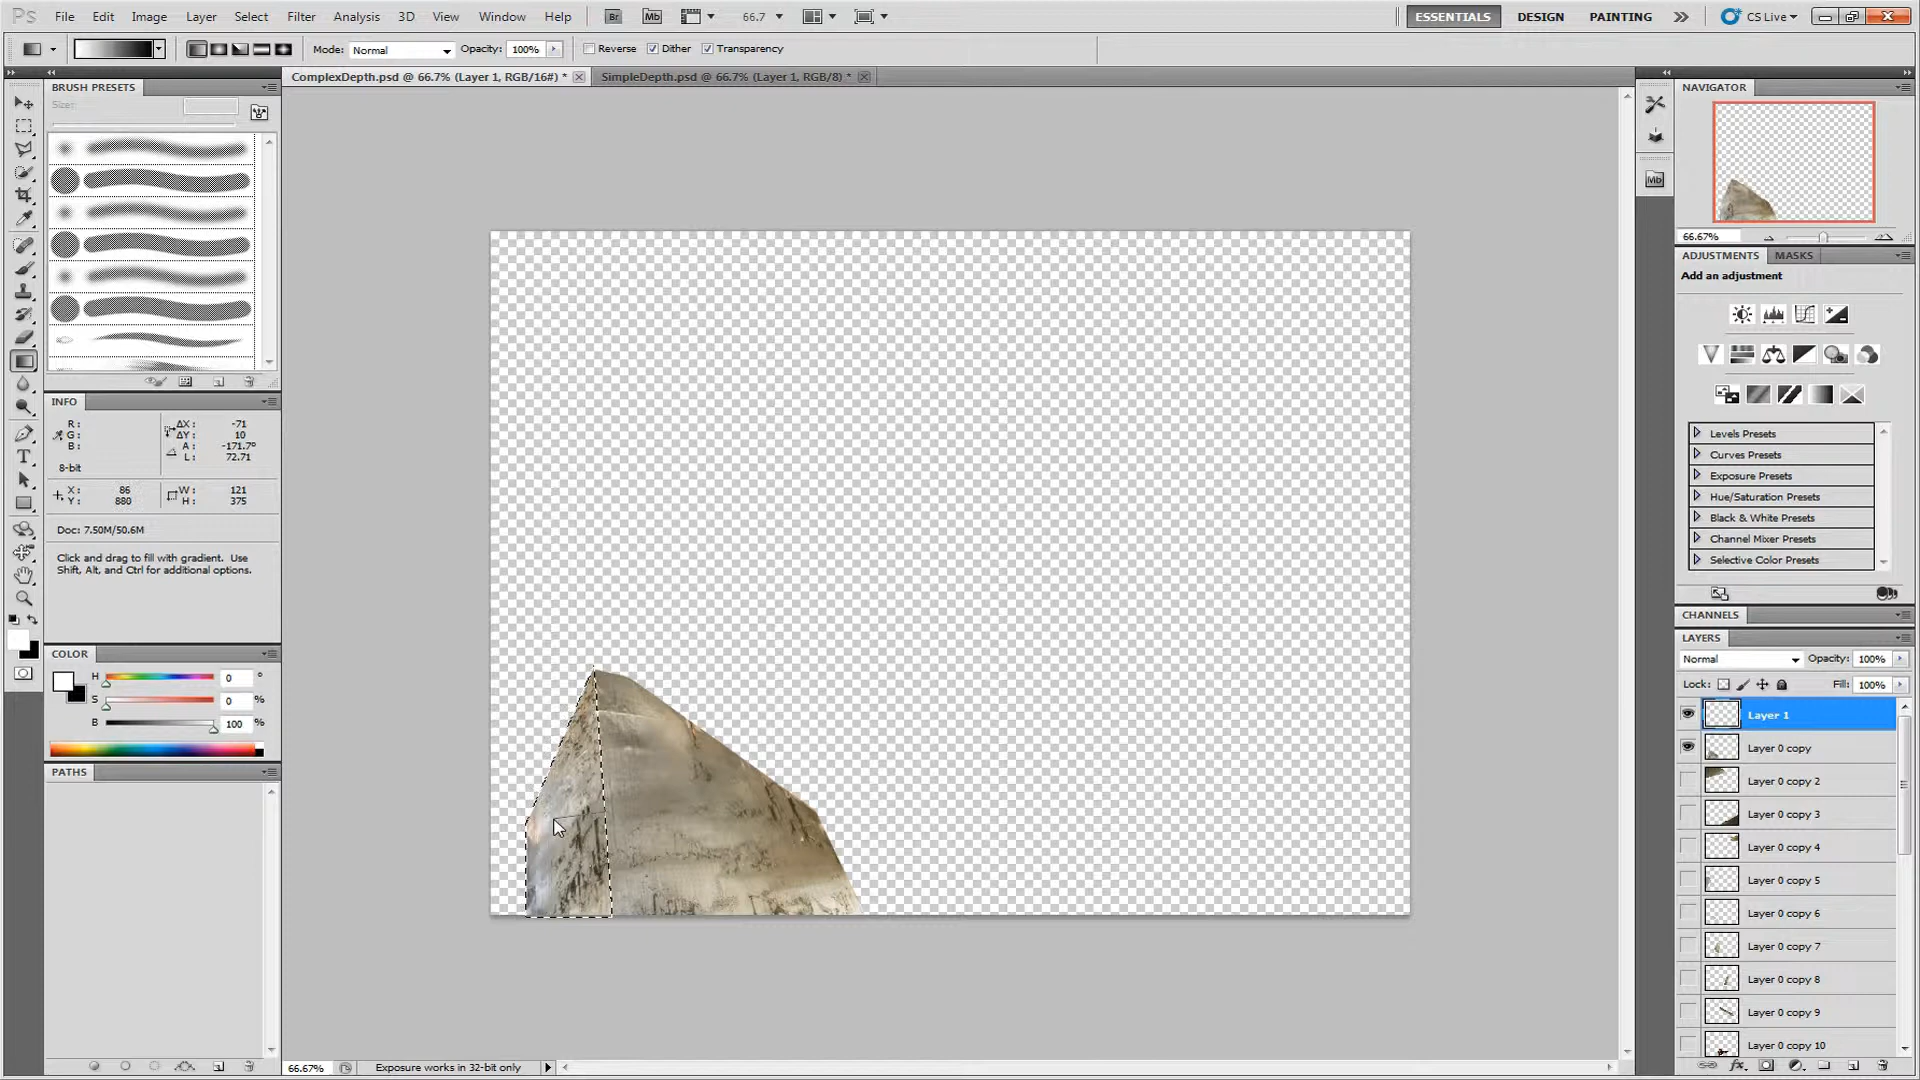 Ps File Edit Image Layer Select Filter Analysis 3D View Window Help Br Mb 66.7 ESSENTIALS DESIGN PAINTING CS Live
Mode: Normal Opacity: 100% Reverse Dither Transparency
ComplexDepth.psd @ 66.7% (Layer 1, RGB/16#) * SimpleDepth.psd @ 66.7% (Layer 1, RGB/8) *
BRUSH PRESETS
Size:
INFO
R: ΔX: -71
G: ΔY: 10
B: A: -171.7°
L: 72.71
8-bit
X: 86 W: 121
Y: 880 H: 375
Doc: 7.50M/50.6M
Click and drag to fill with gradient. Use
Shift, Alt, and Ctrl for additional options.
COLOR
H 0 °
S 0 %
B 100 %
PATHS
66.67% Exposure works in 32-bit only
Mb
NAVIGATOR
66.67%
ADJUSTMENTS MASKS
Add an adjustment
Levels Presets
Curves Presets
Exposure Presets
Hue/Saturation Presets
Black & White Presets
Channel Mixer Presets
Selective Color Presets
CHANNELS
LAYERS
Normal Opacity: 100%
Lock: Fill: 100%
Layer 1
Layer 0 copy
Layer 0 copy 2
Layer 0 copy 3
Layer 0 copy 4
Layer 0 copy 5
Layer 0 copy 6
Layer 0 copy 7
Layer 0 copy 8
Layer 0 copy 9
Layer 0 copy 10